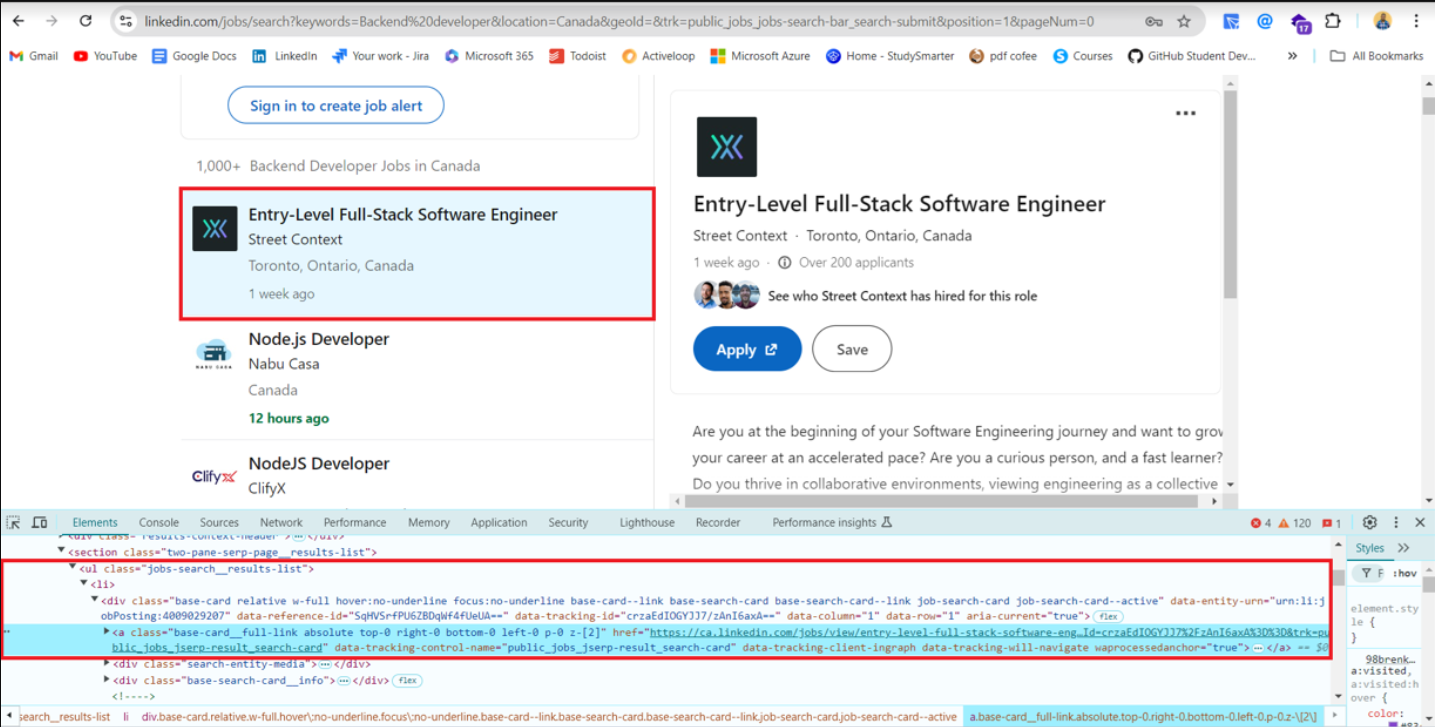 linkedin.com/jobs/search?keywords=Backend%20developer&location=Canada&geoId=&trk=public_jobs_jobs-search-bar_search-submit&position=1&pageNum=0
17
Gmail YouTube Google Docs LinkedIn Your work - Jira Microsoft 365 Todoist Activeloop Microsoft Azure Home - StudySmarter pdf cofee Courses GitHub Student Dev... » All Bookmarks
Sign in to create job alert
1,000+ Backend Developer Jobs in Canada
Entry-Level Full-Stack Software Engineer
Street Context
Toronto, Ontario, Canada
1 week ago
NABU CASA
Node.js Developer
Nabu Casa
Canada
12 hours ago
ClifyX
NodeJS Developer
ClifyX
Entry-Level Full-Stack Software Engineer
Street Context · Toronto, Ontario, Canada
1 week ago · Over 200 applicants
See who Street Context has hired for this role
Apply Save
Are you at the beginning of your Software Engineering journey and want to grow
your career at an accelerated pace? Are you a curious person, and a fast learner?
Do you thrive in collaborative environments, viewing engineering as a collective
Elements Console Sources Network Performance Memory Application Security Lighthouse Recorder Performance insights 4 120 1
<div class="results-context-header">…</div>
<section class="two-pane-serp-page__results-list">
<ul class="jobs-search__results-list">
<li>
<div class="base-card relative w-full hover:no-underline focus:no-underline base-card--link base-search-card base-search-card--link job-search-card job-search-card--active" data-entity-urn="urn:li:j
obPosting:4009029207" data-reference-id="SqHVSrfPU6ZBDqWf4fUeUA==" data-tracking-id="crzaEdIOGYJJ7/zAnI6axA==" data-column="1" data-row="1" aria-current="true"> flex
<a class="base-card__full-link absolute top-0 right-0 bottom-0 left-0 p-0 z-[2]" href="https://ca.linkedin.com/jobs/view/entry-level-full-stack-software-eng…Id=crzaEdIOGYJJ7%2FzAnI6axA%3D%3D&trk=pu
blic_jobs_jserp-result_search-card" data-tracking-control-name="public_jobs_jserp-result_search-card" data-tracking-client-ingraph data-tracking-will-navigate waprocessedanchor="true">…</a> == $0
<div class="search-entity-media">…</div>
<div class="base-search-card__info">…</div> flex
<!---->
search__results-list li div.base-card.relative.w-full.hover\:no-underline.focus\:no-underline.base-card--link.base-search-card.base-search-card--link.job-search-card.job-search-card--active a.base-card__full-link.absolute.top-0.right-0.bottom-0.left-0.p-0.z-\[2\]
Styles »
F :hov
element.sty
le {
}
98brenk…
a:visited,
a:visited:h
over {
color: